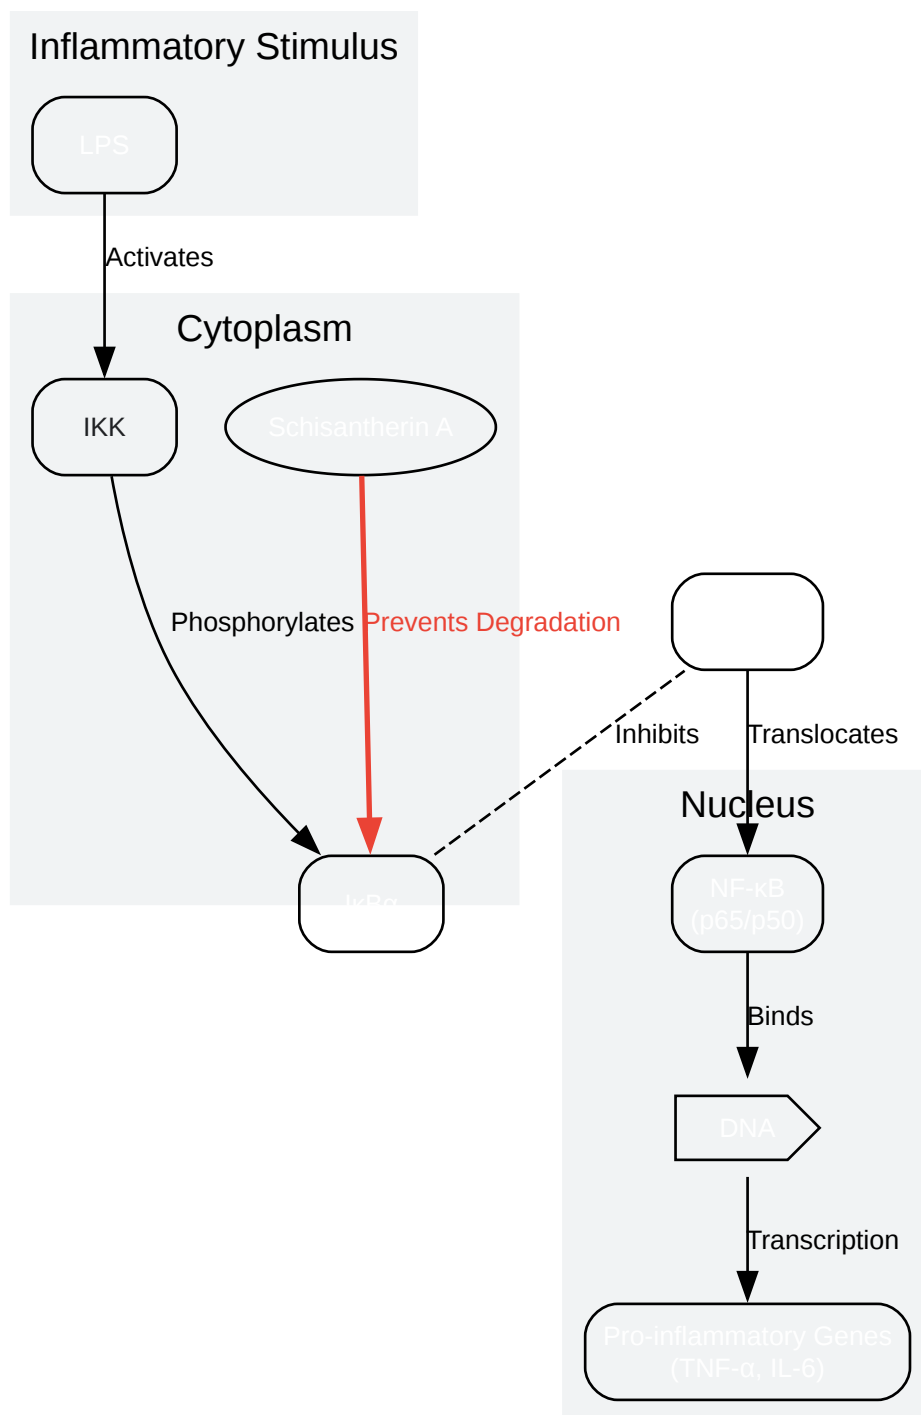 Inflammatory Stimulus
LPS
Activates
Cytoplasm
IKK
Schisantherin A
Phosphorylates
Prevents Degradation
Inhibits
Translocates
Nucleus
IκBα
NF-κB
(p65/p50)
Binds
DNA
Transcription
Pro-inflammatory Genes
(TNF-α, IL-6)